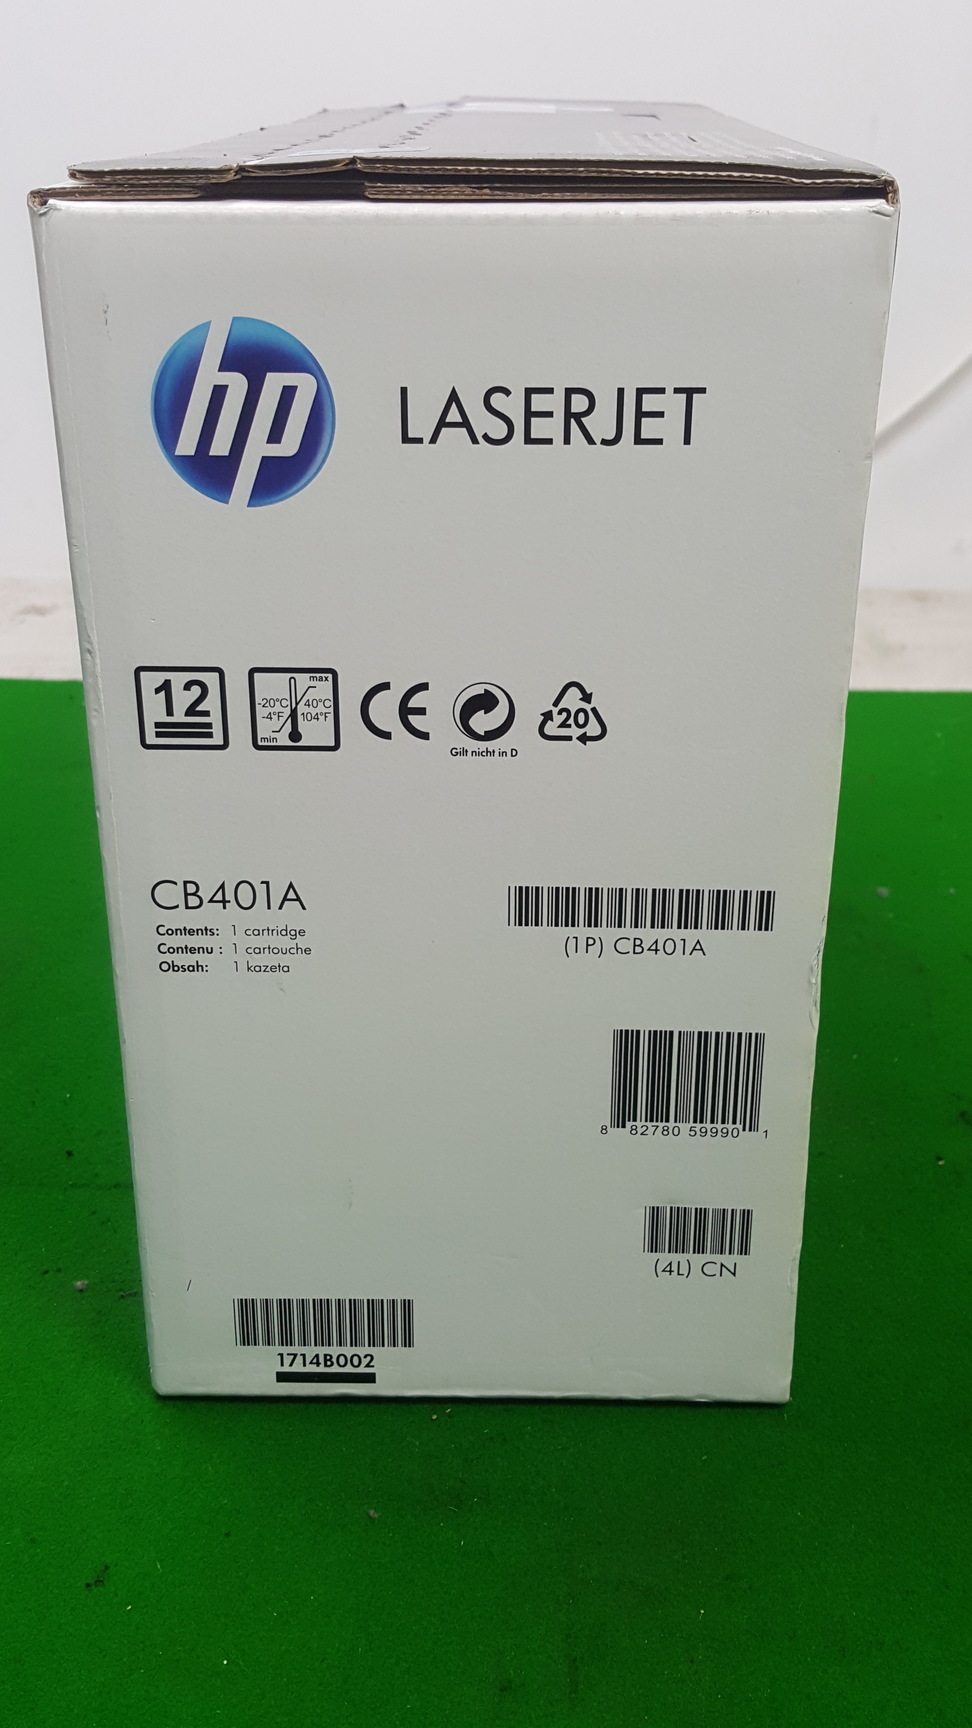 hp
LASERJET
12
max
-20°C 40°C
-4°F 104°F
min
CE
Gilt nicht in D
20
CB401A
Contents: 1 cartridge
Contenu : 1 cartouche
Obsah: 1 kazeta
(1P) CB401A
8 82780 59990 1
(4L) CN
1714B002